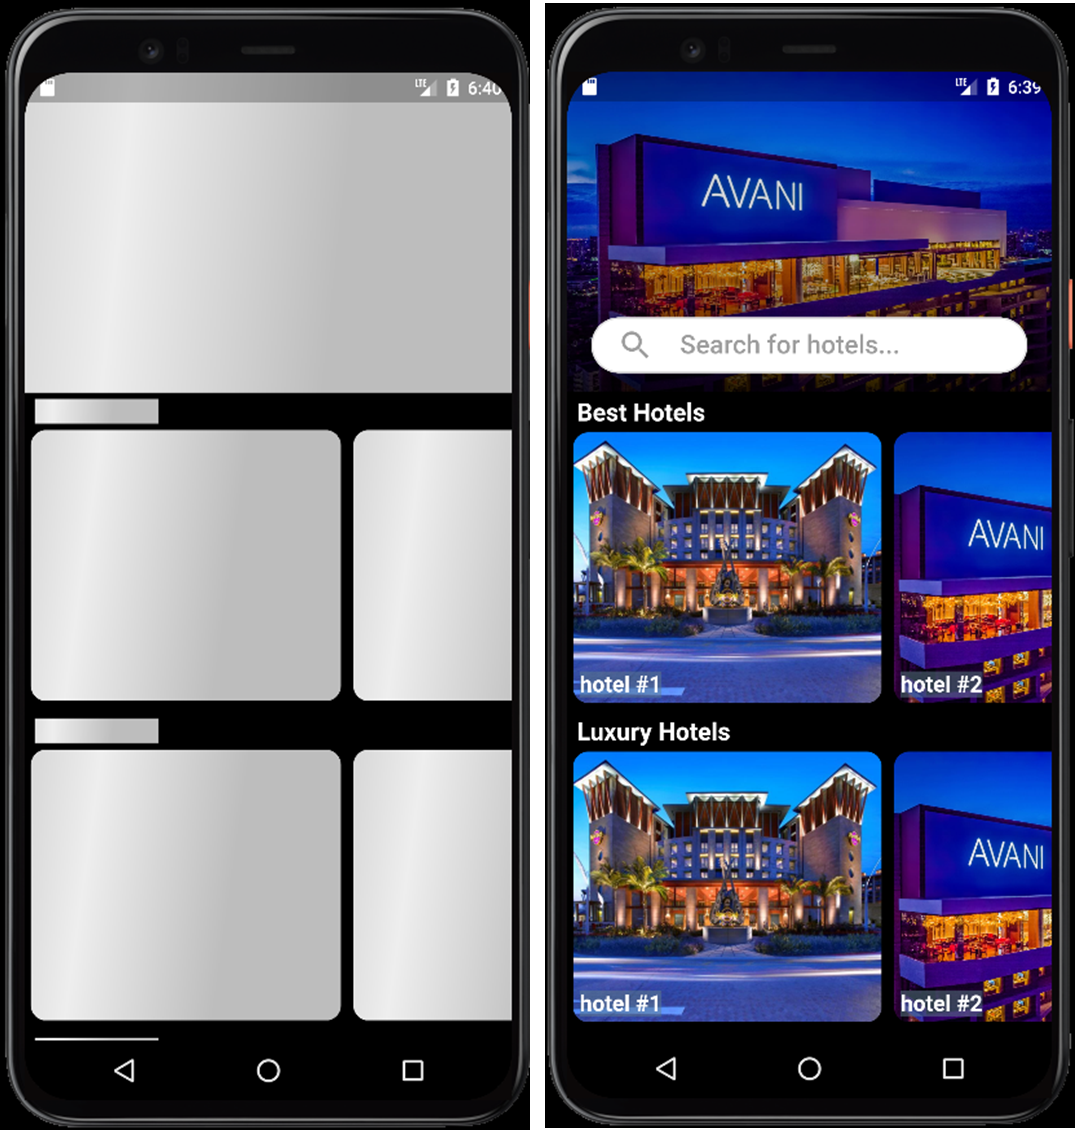 LTE 6:40
LTE 6:39
AVANI
Search for hotels...
Best Hotels
AVANI
hotel #1
hotel #2
Luxury Hotels
AVANI
hotel #1
hotel #2